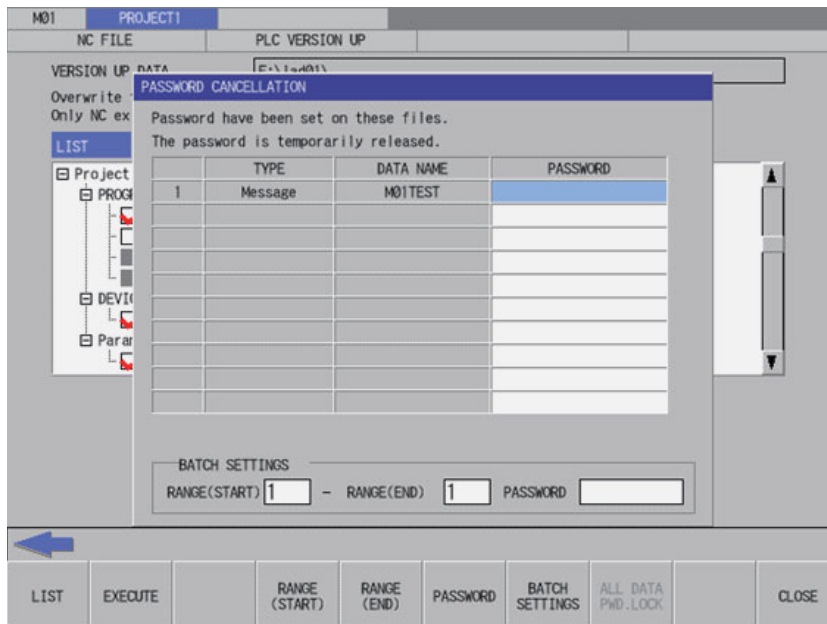 M01 PROJECT1
NC FILE PLC VERSION UP
VERSION UP DATA
PASSWORD CANCELLATION
Overwrite
Only NC ex
Password have been set on these files.
The password is temporarily released.
LIST
TYPE DATA NAME PASSWORD
1 Message M01TEST
Project
PROGR
DEVIC
Param
BATCH SETTINGS
RANGE(START) 1 - RANGE(END) 1 PASSWORD
LIST EXECUTE RANGE (START) RANGE (END) PASSWORD BATCH SETTINGS ALL DATA PWD.LOCK CLOSE